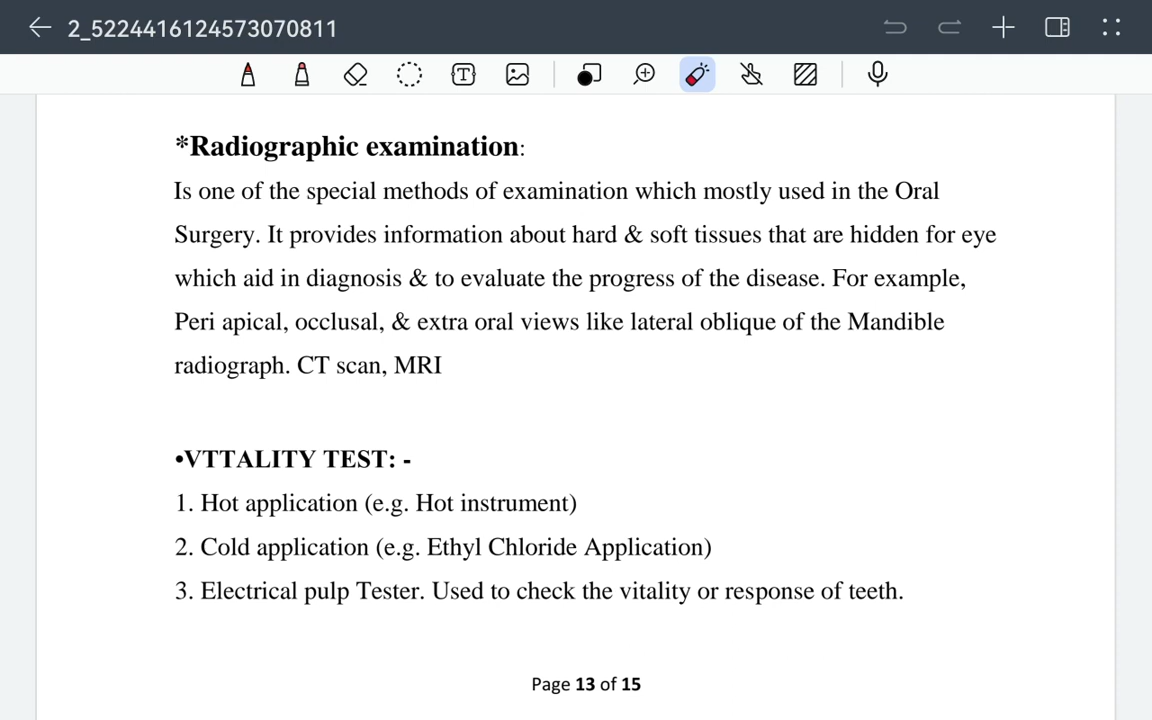 2_5224416124573070811
*Radiographic examination:
Is one of the special methods of examination which mostly used in the Oral
Surgery. It provides information about hard & soft tissues that are hidden for eye
which aid in diagnosis & to evaluate the progress of the disease. For example,
Peri apical, occlusal, & extra oral views like lateral oblique of the Mandible
radiograph. CT scan, MRI
•VTTALITY TEST: -
1. Hot application (e.g. Hot instrument)
2. Cold application (e.g. Ethyl Chloride Application)
3. Electrical pulp Tester. Used to check the vitality or response of teeth.
Page 13 of 15